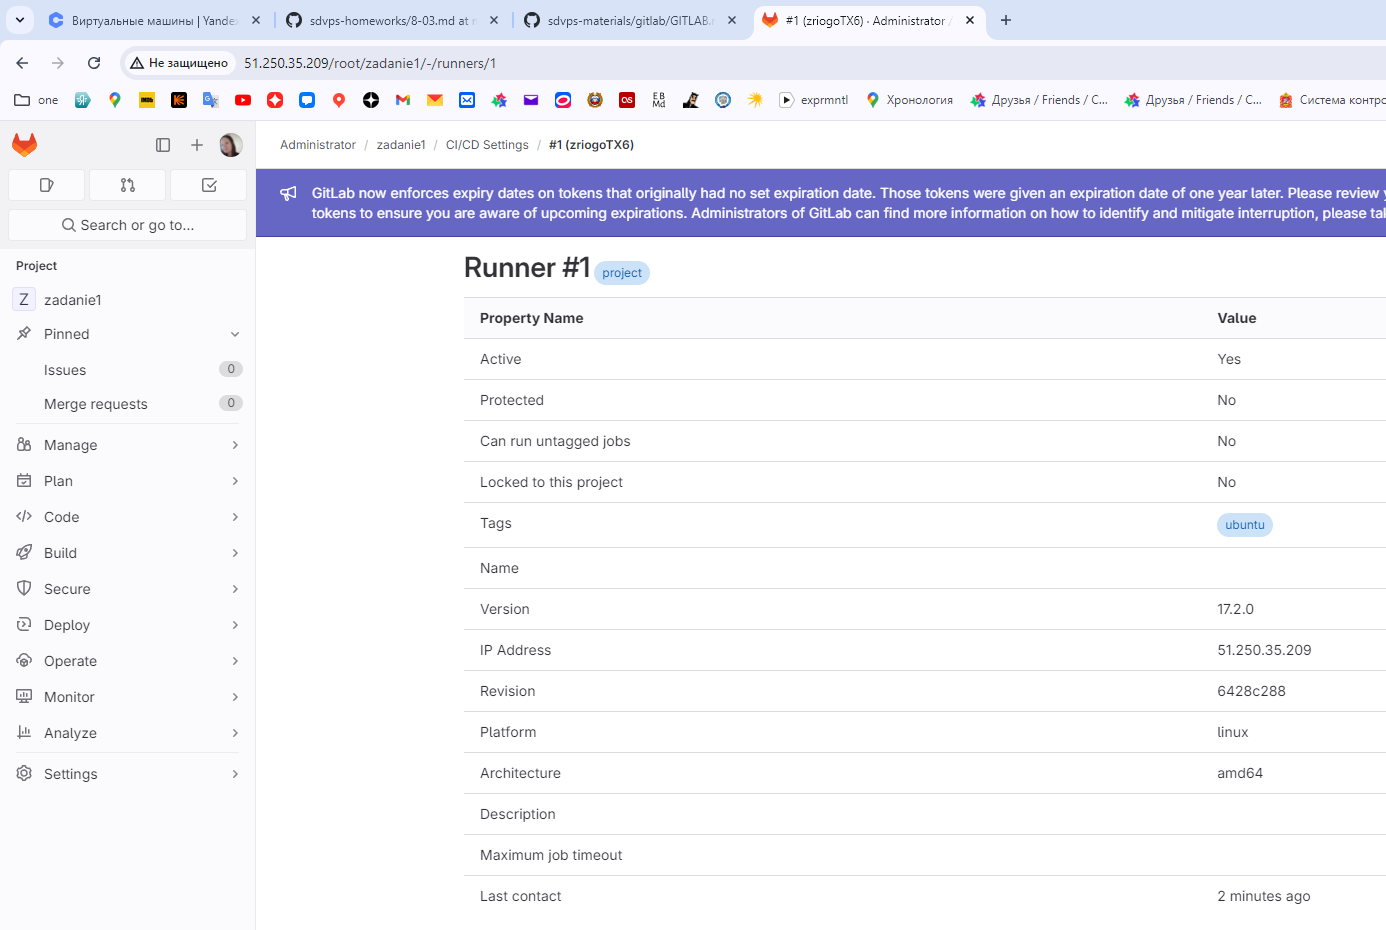 Виртуальные машины | Yande
sdvps-homeworks/8-03.md at
sdvps-materials/gitlab/GITLAB.
#1 (zriogoTX6) · Administrator /
Не защищено
51.250.35.209/root/zadanie1/-/runners/1
one
exprmntl
Хронология
Друзья / Friends / C...
Друзья / Friends / C...
Система контрс
Administrator / zadanie1 / CI/CD Settings / #1 (zriogoTX6)
GitLab now enforces expiry dates on tokens that originally had no set expiration date. Those tokens were given an expiration date of one year later. Please review y
tokens to ensure you are aware of upcoming expirations. Administrators of GitLab can find more information on how to identify and mitigate interruption, please tal
Search or go to...
Project
Z zadanie1
Pinned
Issues 0
Merge requests 0
Manage
Plan
Code
Build
Secure
Deploy
Operate
Monitor
Analyze
Settings
Runner #1 project
Property Name Value
Active Yes
Protected No
Can run untagged jobs No
Locked to this project No
Tags ubuntu
Name
Version 17.2.0
IP Address 51.250.35.209
Revision 6428c288
Platform linux
Architecture amd64
Description
Maximum job timeout
Last contact 2 minutes ago